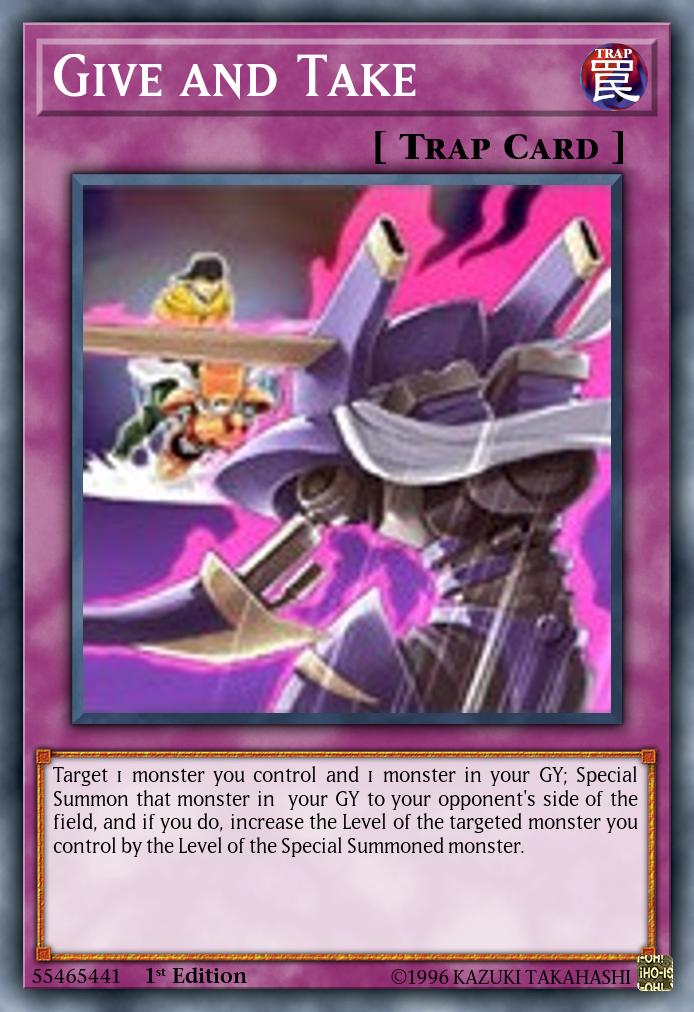 GIVE AND TAKE
TRAP
罠
[ TRAP CARD ]
Target 1 monster you control and 1 monster in your GY; Special
Summon that monster in your GY to your opponent's side of the
field, and if you do, increase the Level of the targeted monster you
control by the Level of the Special Summoned monster.
55465441 1st Edition ©1996 KAZUKI TAKAHASHI